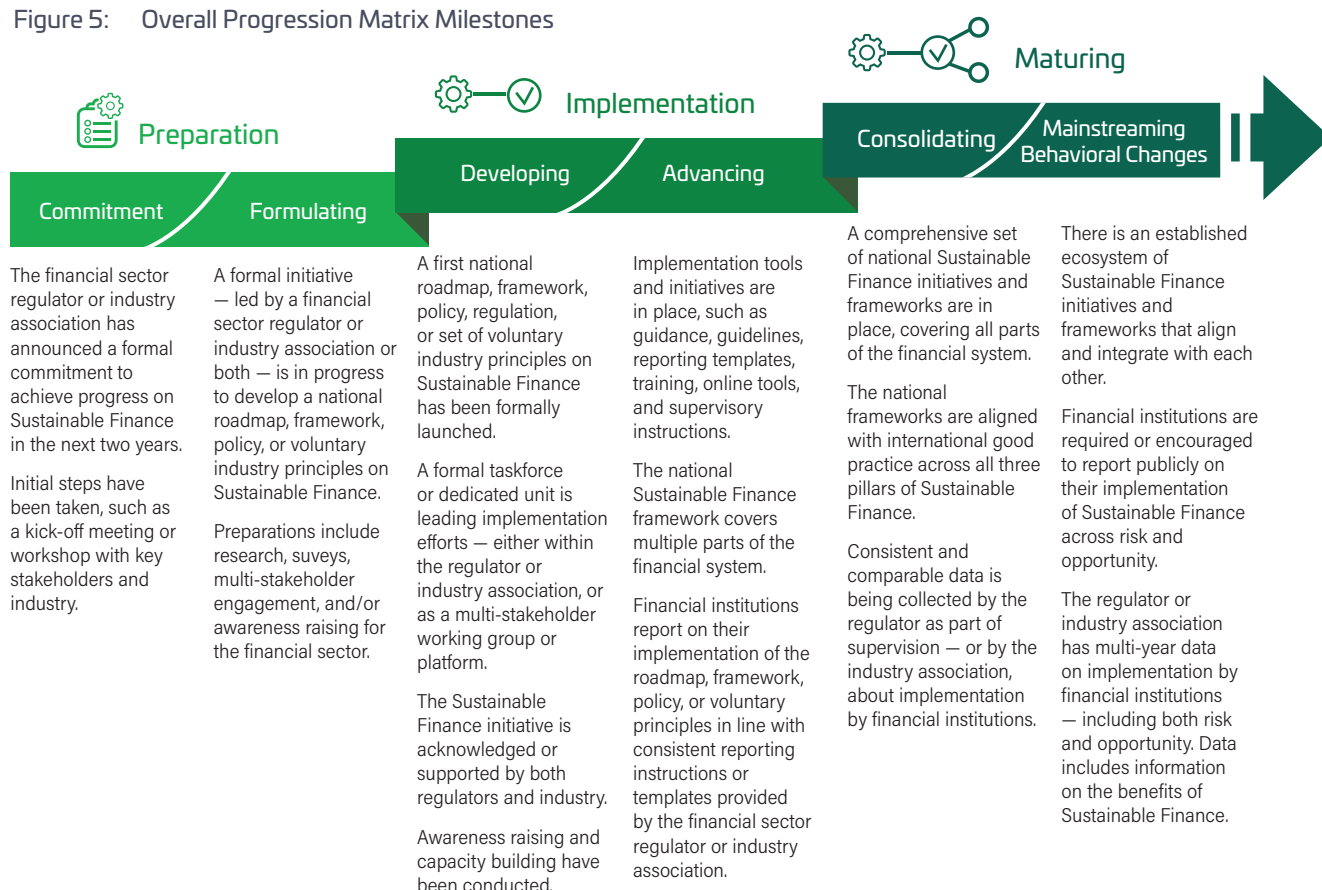 Figure 5: Overall Progression Matrix Milestones
Preparation
Commitment
The financial sector
regulator or industry
association has
announced a formal
commitment to
achieve progress on
Sustainable Finance
in the next two years.
Initial steps have
been taken, such as
a kick-off meeting or
workshop with key
stakeholders and
industry.
Formulating
A formal initiative
— led by a financial
sector regulator or
industry association or
both — is in progress
to develop a national
roadmap, framework,
policy, or voluntary
industry principles on
Sustainable Finance.
Preparations include
research, suveys,
multi-stakeholder
engagement, and/or
awareness raising for
the financial sector.
Implementation
Developing
A first national
roadmap, framework,
policy, regulation,
or set of voluntary
industry principles on
Sustainable Finance
has been formally
launched.
A formal taskforce
or dedicated unit is
leading implementation
efforts — either within
the regulator or
industry association, or
as a multi-stakeholder
working group or
platform.
The Sustainable
Finance initiative is
acknowledged or
supported by both
regulators and industry.
Awareness raising and
capacity building have
been conducted.
Advancing
Implementation tools
and initiatives are
in place, such as
guidance, guidelines,
reporting templates,
training, online tools,
and supervisory
instructions.
The national
Sustainable Finance
framework covers
multiple parts of the
financial system.
Financial institutions
report on their
implementation of the
roadmap, framework,
policy, or voluntary
principles in line with
consistent reporting
instructions or
templates provided
by the financial sector
regulator or industry
association.
Maturing
Consolidating
A comprehensive set
of national Sustainable
Finance initiatives and
frameworks are in
place, covering all parts
of the financial system.
The national
frameworks are aligned
with international good
practice across all three
pillars of Sustainable
Finance.
Consistent and
comparable data is
being collected by the
regulator as part of
supervision — or by the
industry association,
about implementation
by financial institutions.
Mainstreaming
Behavioral Changes
There is an established
ecosystem of
Sustainable Finance
initiatives and
frameworks that align
and integrate with each
other.
Financial institutions are
required or encouraged
to report publicly on
their implementation
of Sustainable Finance
across risk and
opportunity.
The regulator or
industry association
has multi-year data
on implementation by
financial institutions
— including both risk
and opportunity. Data
includes information
on the benefits of
Sustainable Finance.